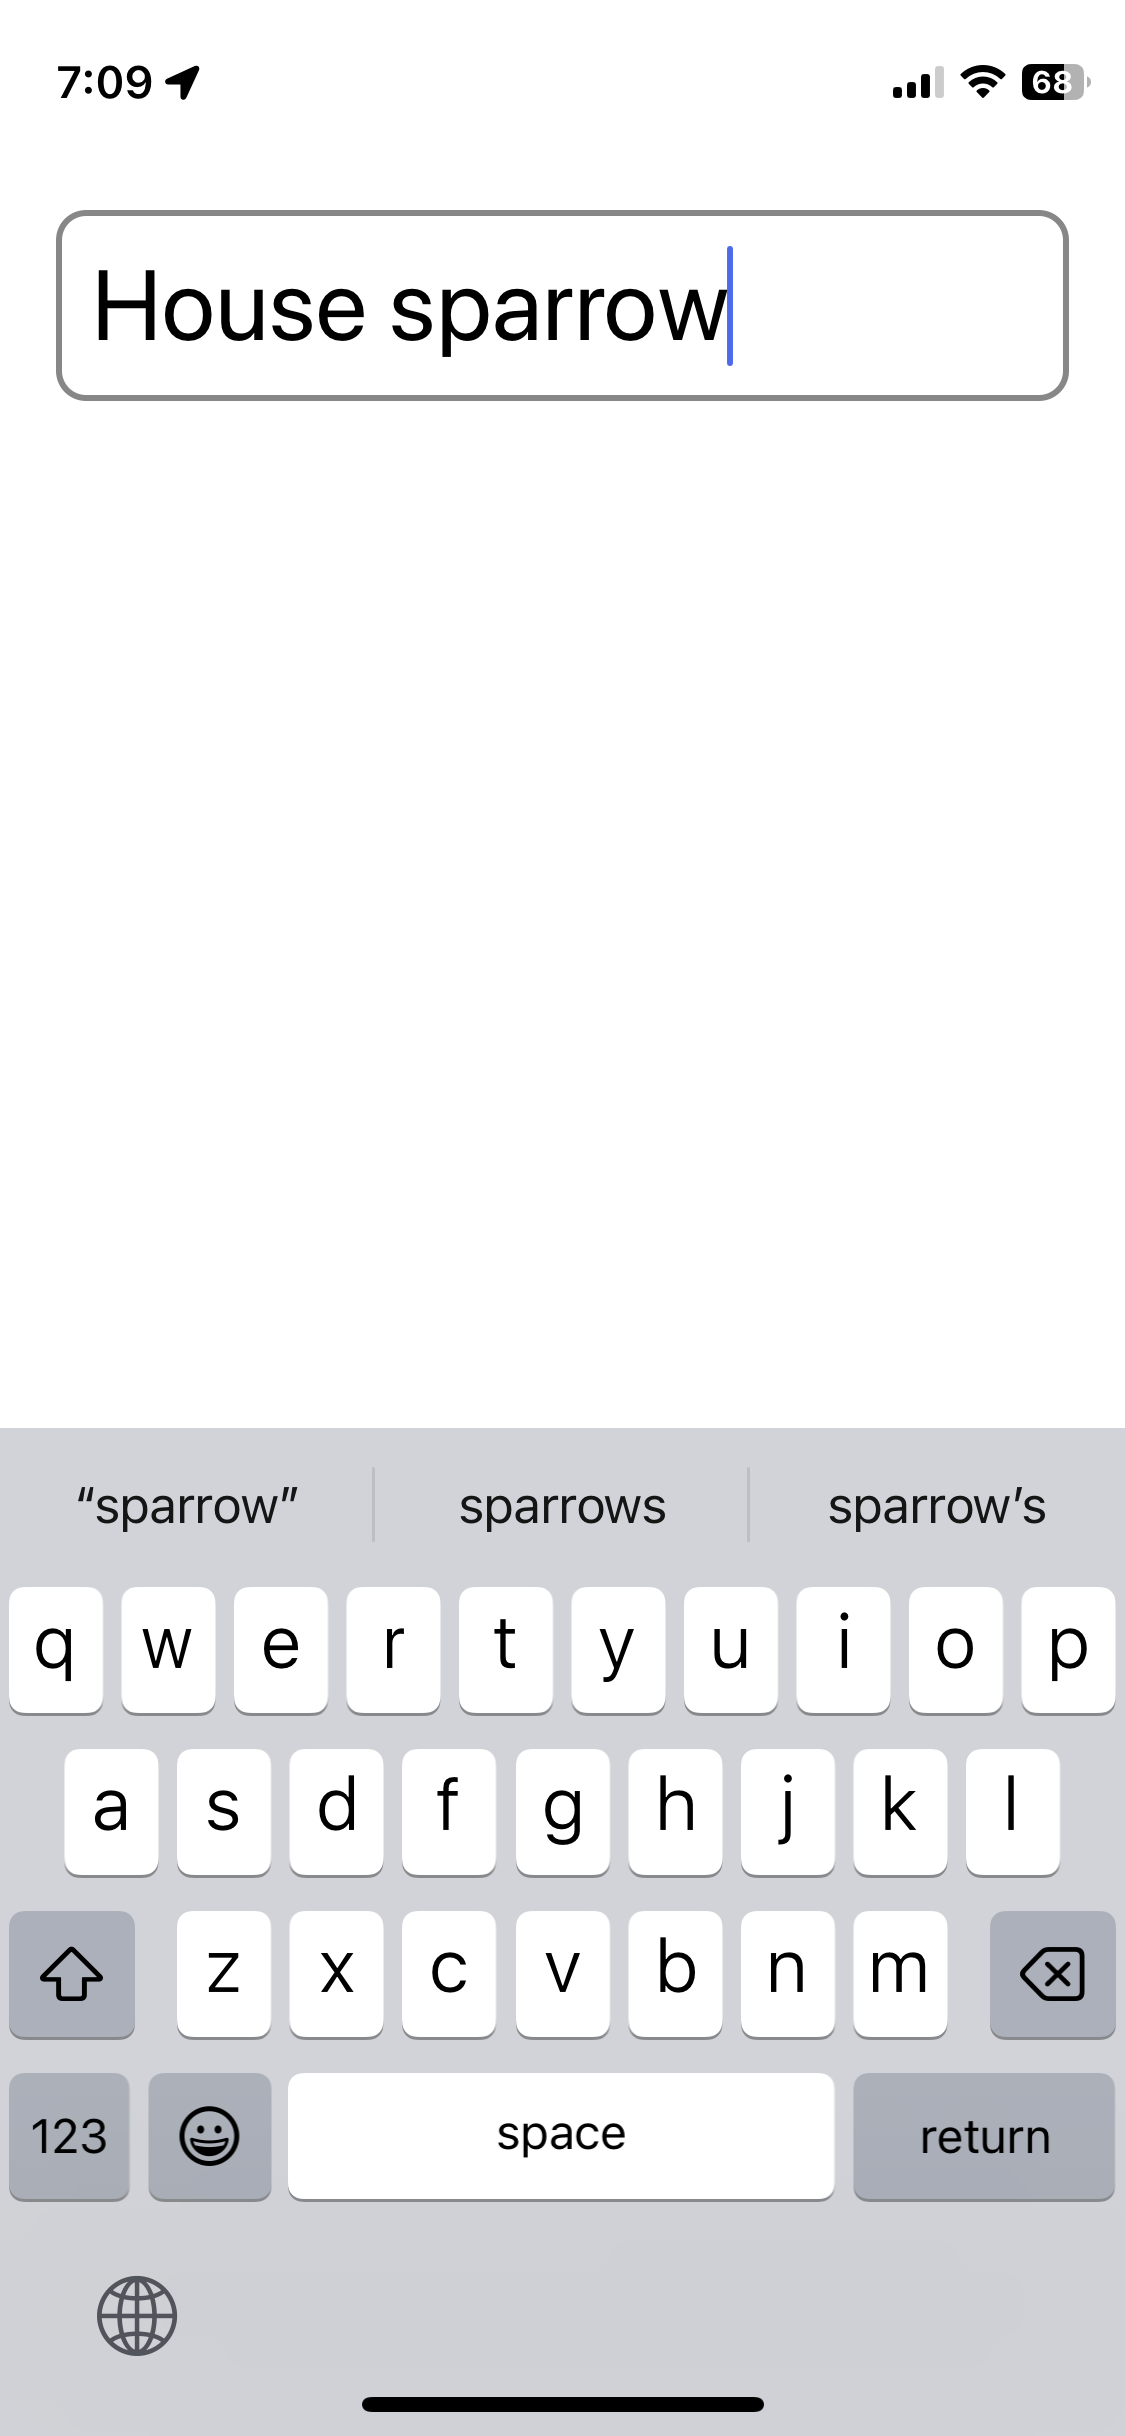 7:09 68
House sparrow
“sparrow” sparrows sparrow’s
q w e r t y u i o p
a s d f g h j k l
z x c v b n m
123 space return